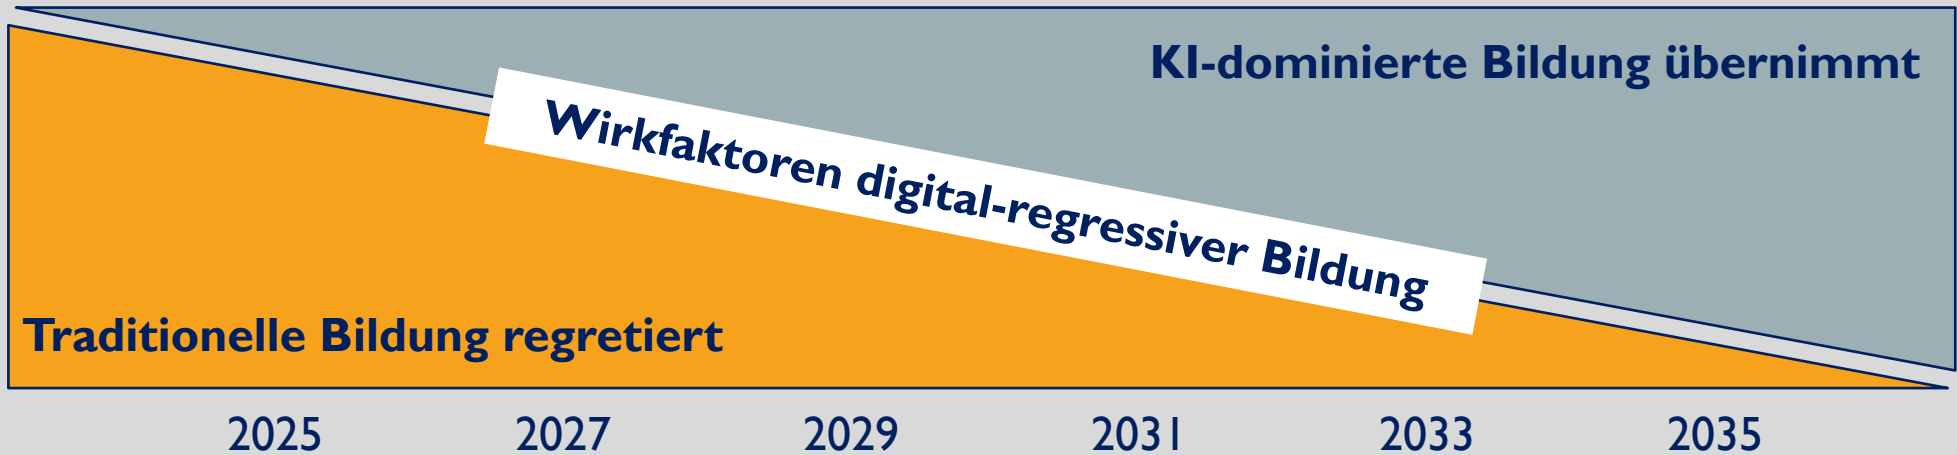 KI-dominierte Bildung übernimmt
Wirkfaktoren digital-regressiver Bildung
Traditionelle Bildung regretiert
2025 2027 2029 2031 2033 2035